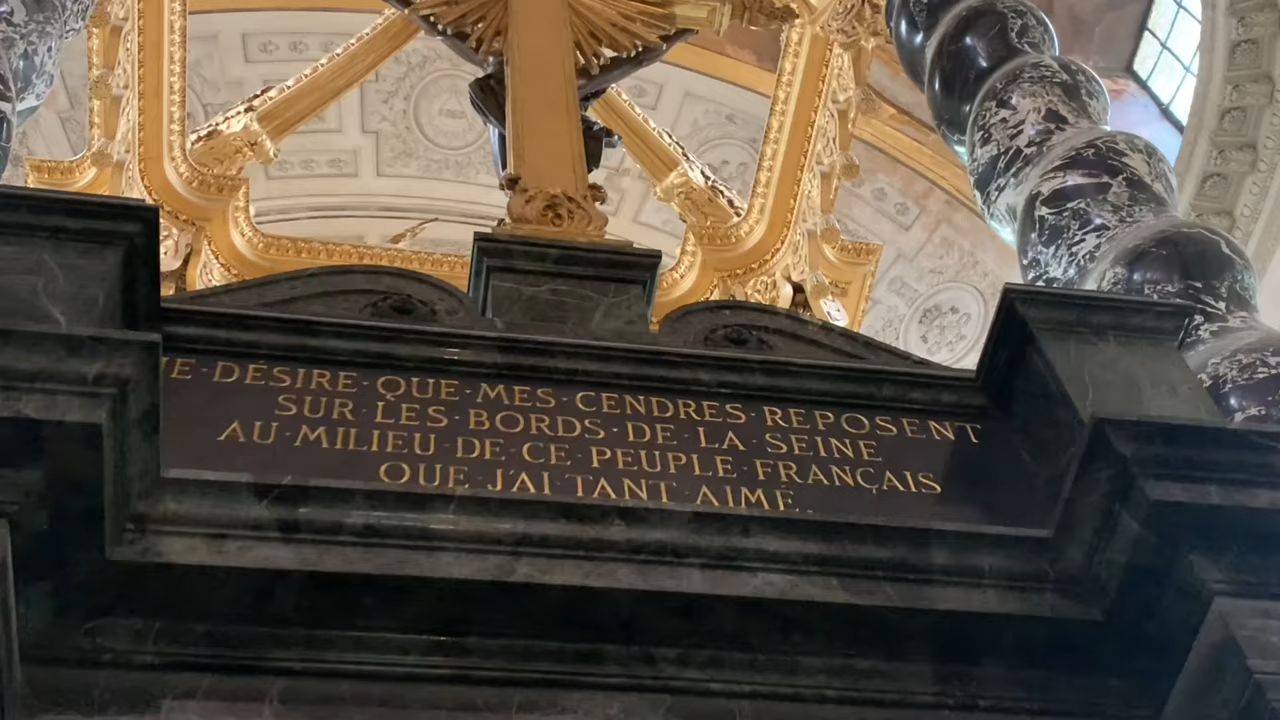 JE·DÉSIRE·QUE·MES·CENDRES·REPOSENT
SUR·LES·BORDS·DE·LA·SEINE
AU·MILIEU·DE·CE·PEUPLE·FRANÇAIS
QUE·J'AI·TANT·AIMÉ..